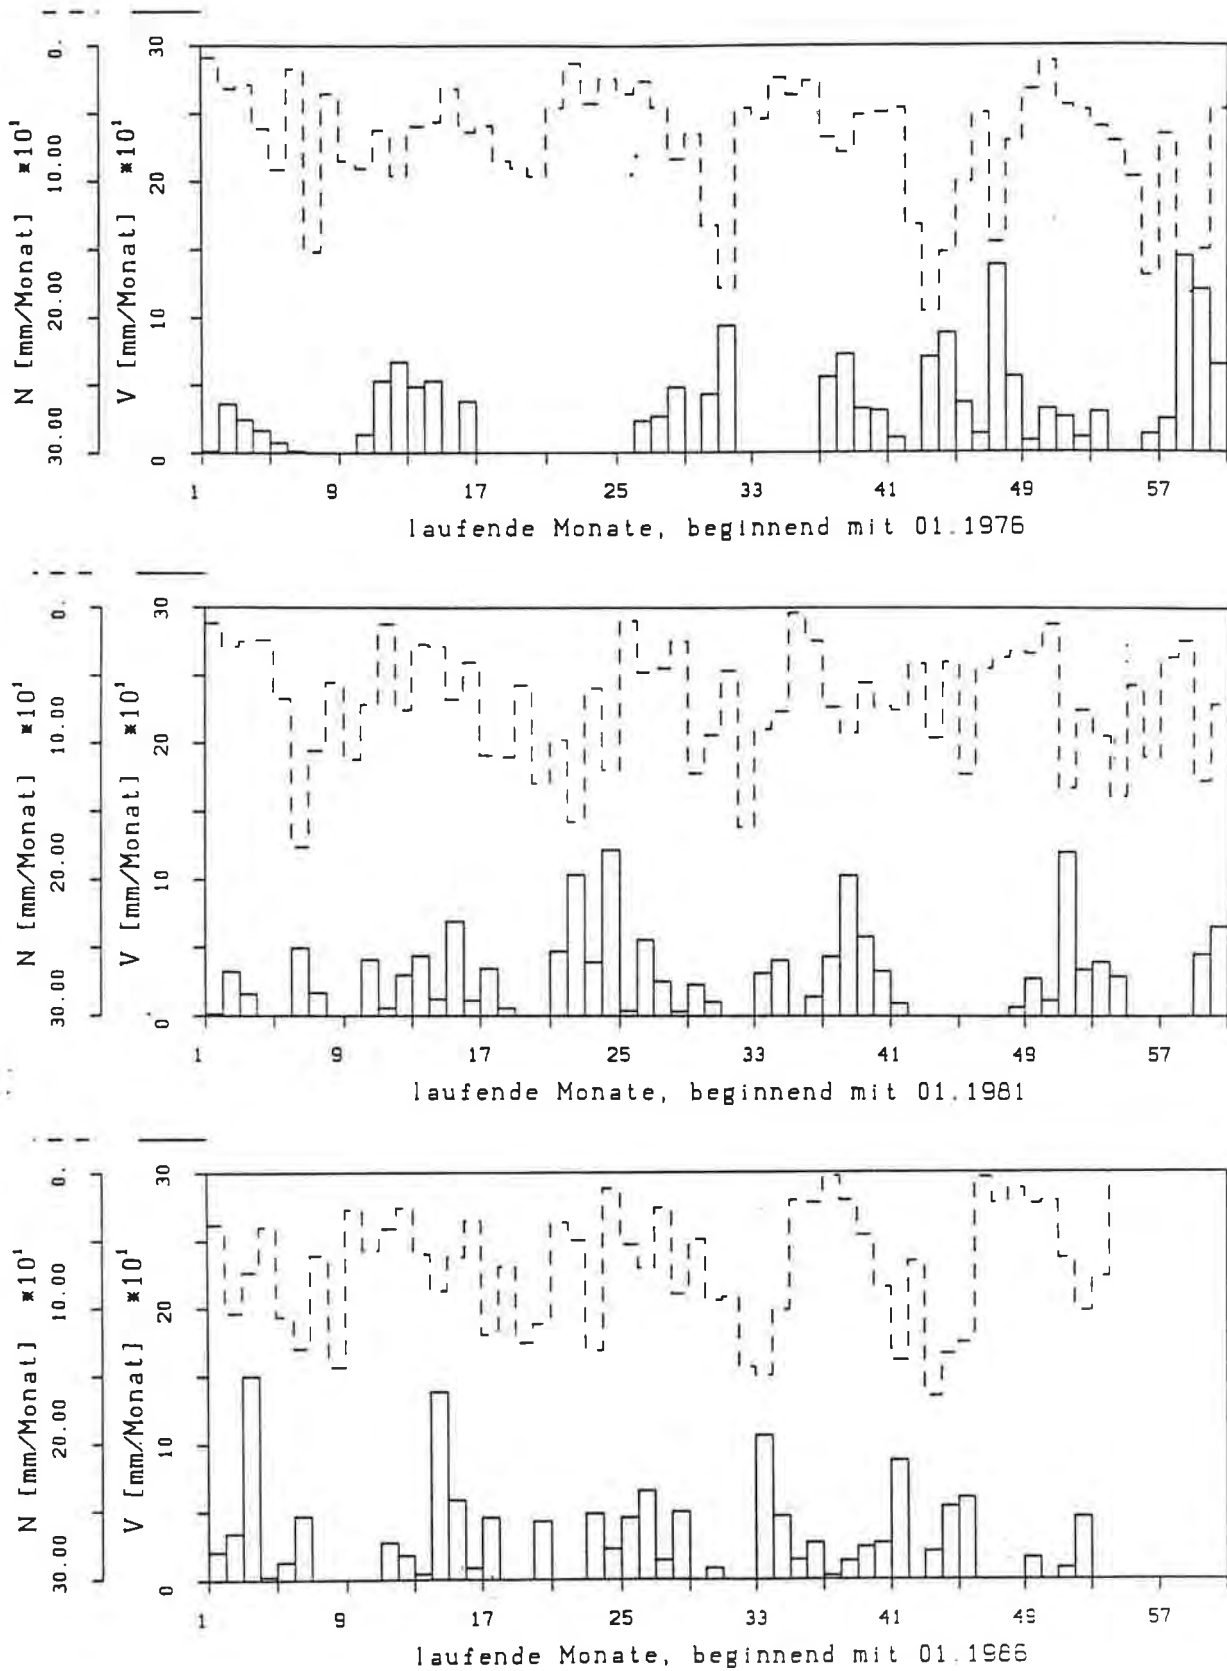 N [mm/Monat] *10¹
0.
10.00
20.00
30.00
V [mm/Monat] *10¹
30
20
10
0
1 9 17 25 33 41 49 57
laufende Monate, beginnend mit 01.1976
N [mm/Monat] *10¹
0.
10.00
20.00
30.00
V [mm/Monat] *10¹
30
20
10
0
1 9 17 25 33 41 49 57
laufende Monate, beginnend mit 01.1981
N [mm/Monat] *10¹
0.
10.00
20.00
30.00
V [mm/Monat] *10¹
30
20
10
0
1 9 17 25 33 41 49 57
laufende Monate, beginnend mit 01.1986